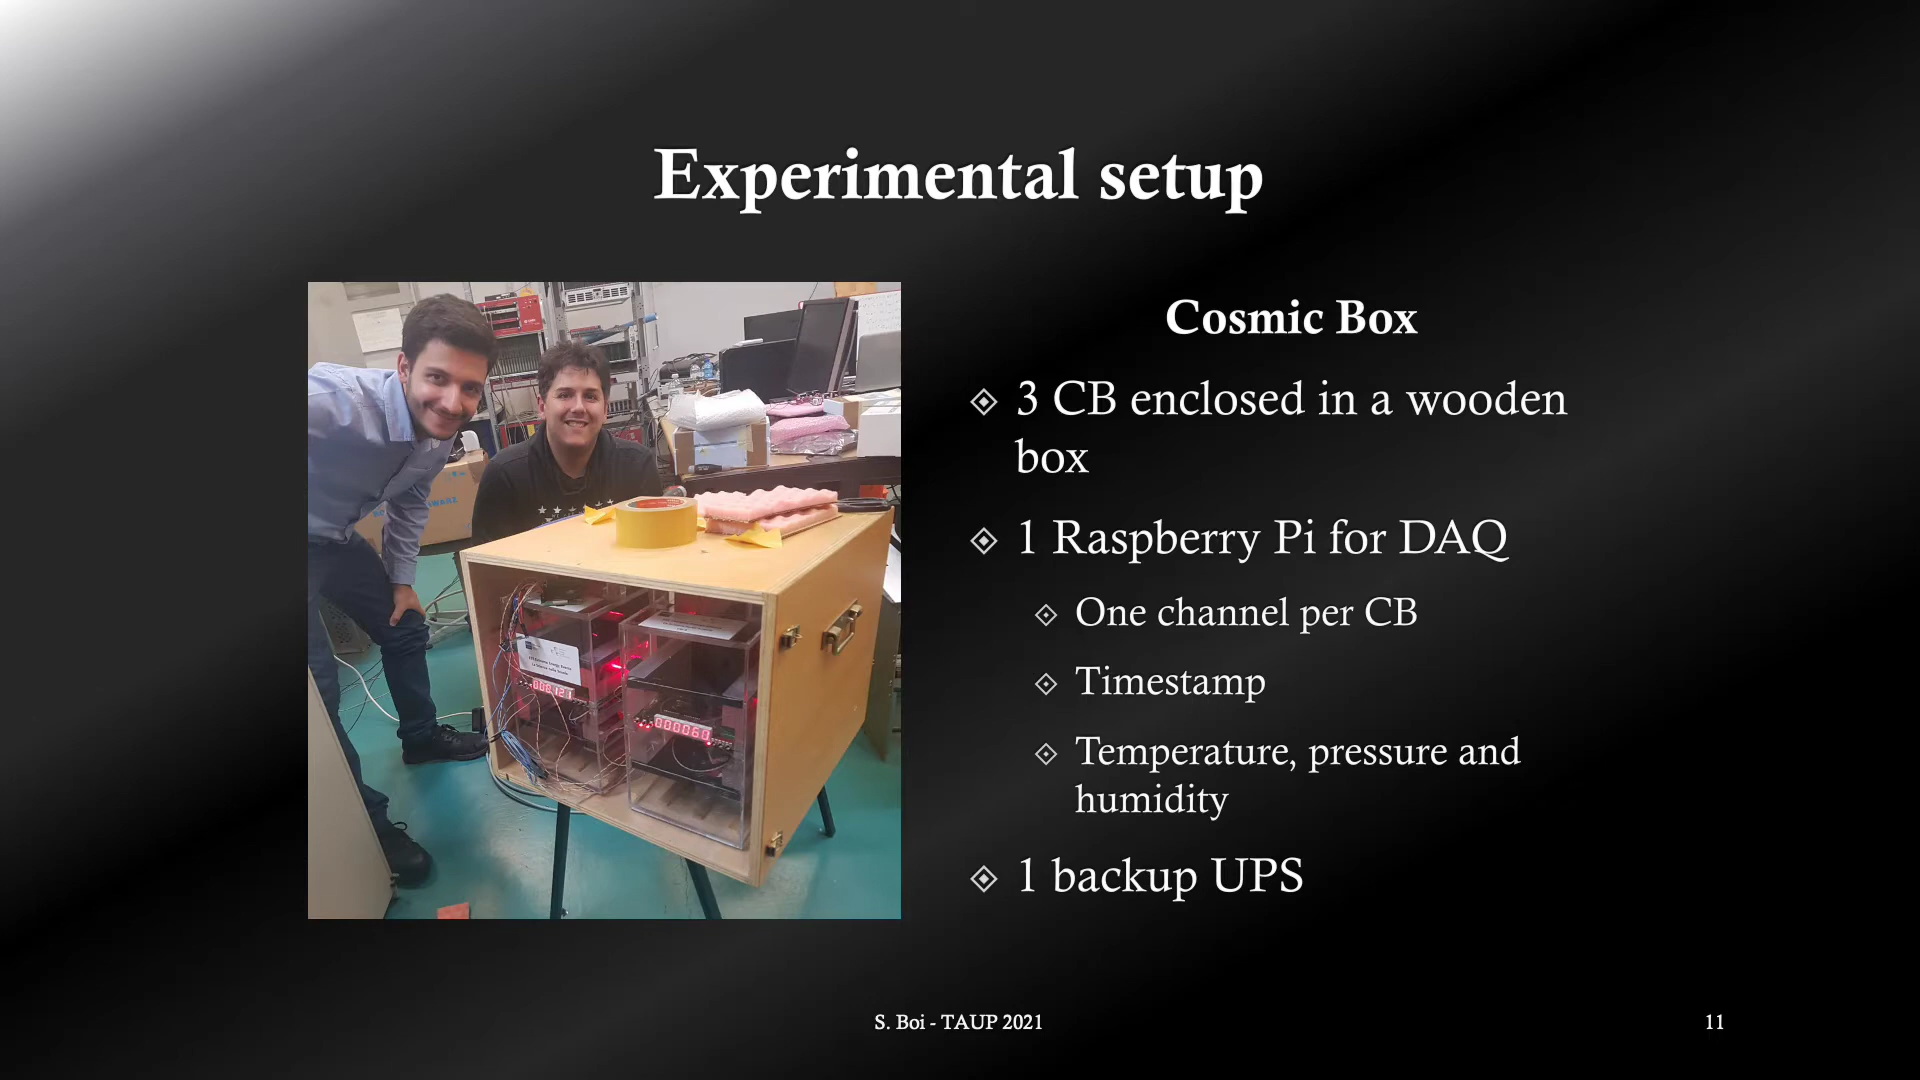 Experimental setup
Cosmic Box
3 CB enclosed in a wooden
box
1 Raspberry Pi for DAQ
One channel per CB
Timestamp
Temperature, pressure and
humidity
1 backup UPS
000060
S. Boi - TAUP 2021
11